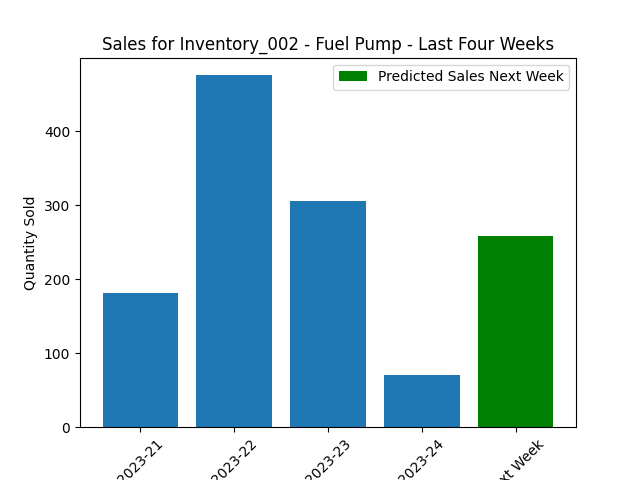 Sales for Inventory_002 - Fuel Pump - Last Four Weeks
Predicted Sales Next Week
Quantity Sold
400
300
200
100
0
2023-21
2023-22
2023-23
2023-24
Week